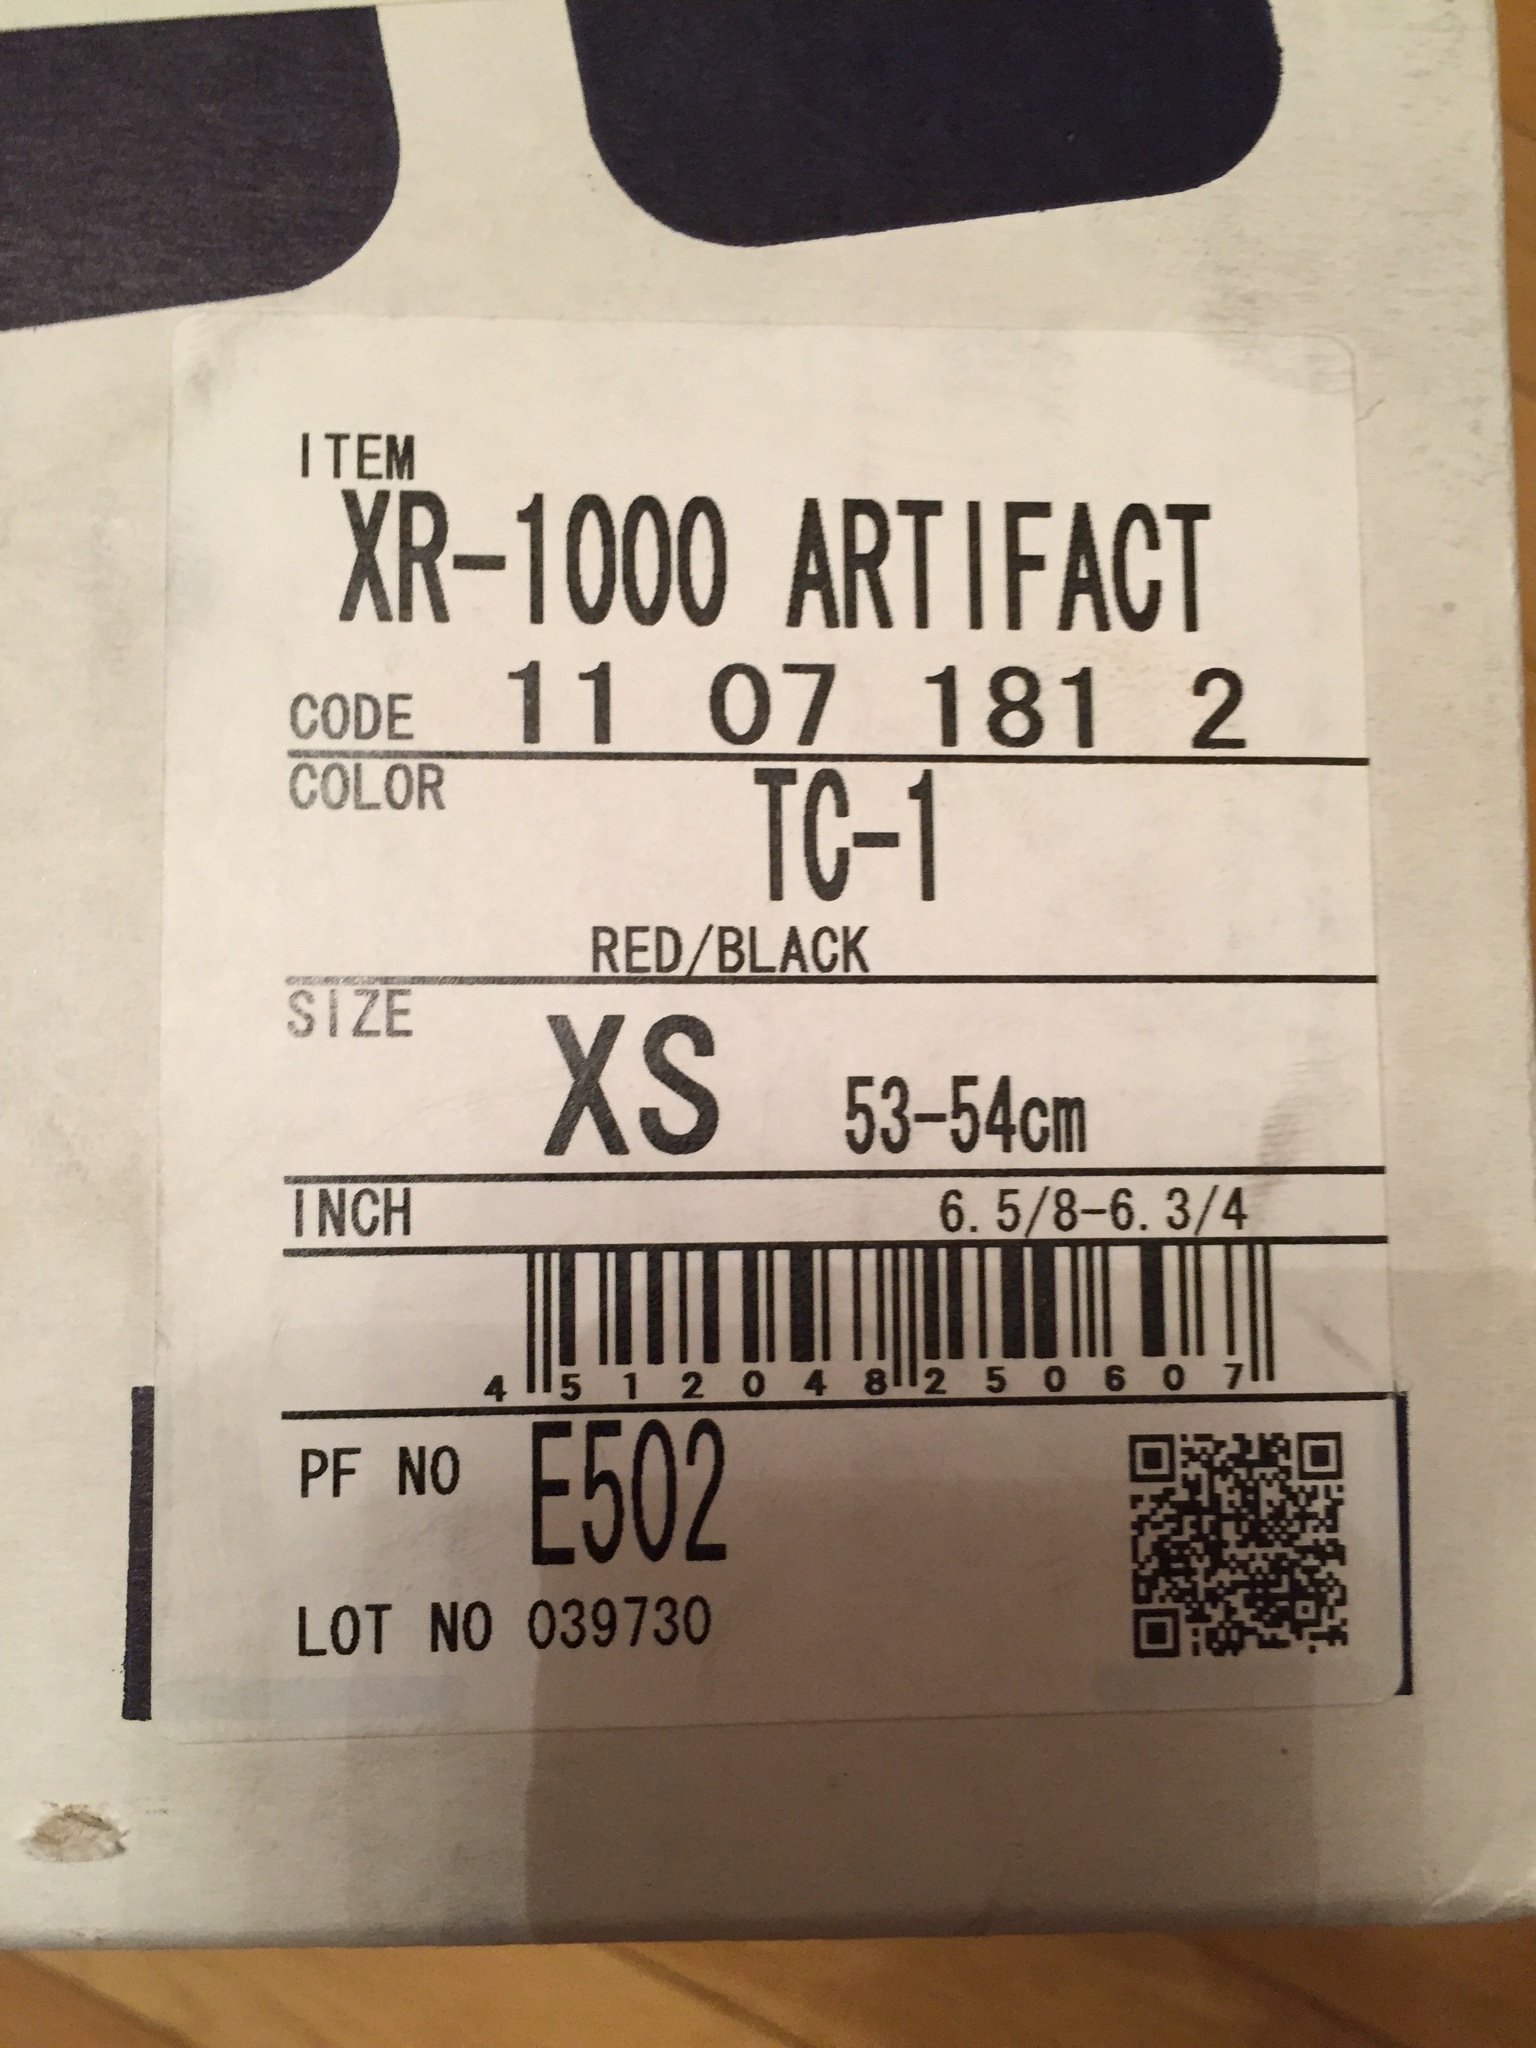 ITEM
XR-1000 ARTIFACT
CODE 11 07 181 2
COLOR TC-1
RED/BLACK
SIZE XS 53-54cm
INCH 6.5/8-6.3/4
4 512048 250607
PF NO E502
LOT NO 039730